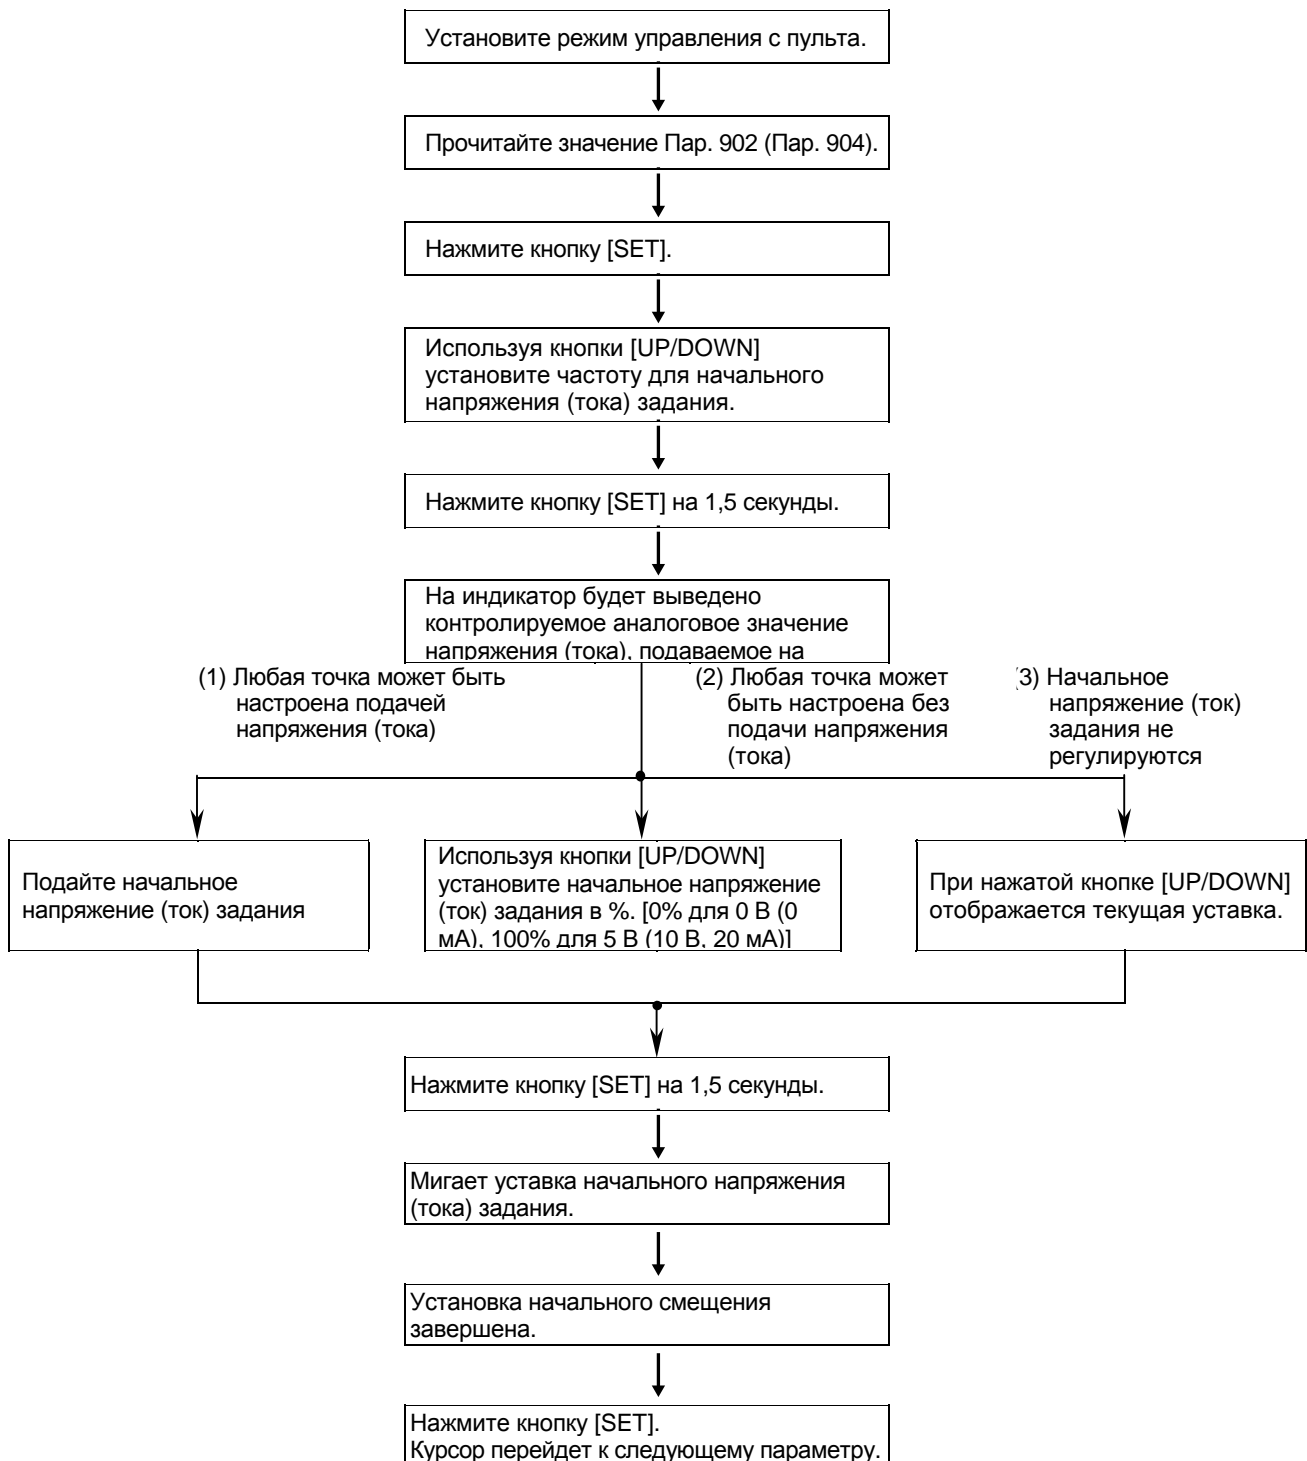 Установите режим управления с пульта.
Прочитайте значение Пар. 902 (Пар. 904).
Нажмите кнопку [SET].
Используя кнопки [UP/DOWN]
установите частоту для начального
напряжения (тока) задания.
Нажмите кнопку [SET] на 1,5 секунды.
На индикатор будет выведено
контролируемое аналоговое значение
напряжения (тока), подаваемое на
(1) Любая точка может быть
настроена подачей
напряжения (тока)
(2) Любая точка может
быть настроена без
подачи напряжения
(тока)
(3) Начальное
напряжение (ток)
задания не
регулируются
Подайте начальное
напряжение (ток) задания
Используя кнопки [UP/DOWN]
установите начальное напряжение
(ток) задания в %. [0% для 0 В (0
мА), 100% для 5 В (10 В, 20 мА)]
При нажатой кнопке [UP/DOWN]
отображается текущая уставка.
Нажмите кнопку [SET] на 1,5 секунды.
Мигает уставка начального напряжения
(тока) задания.
Установка начального смещения
завершена.
Нажмите кнопку [SET].
Курсор перейдет к следующему параметру.